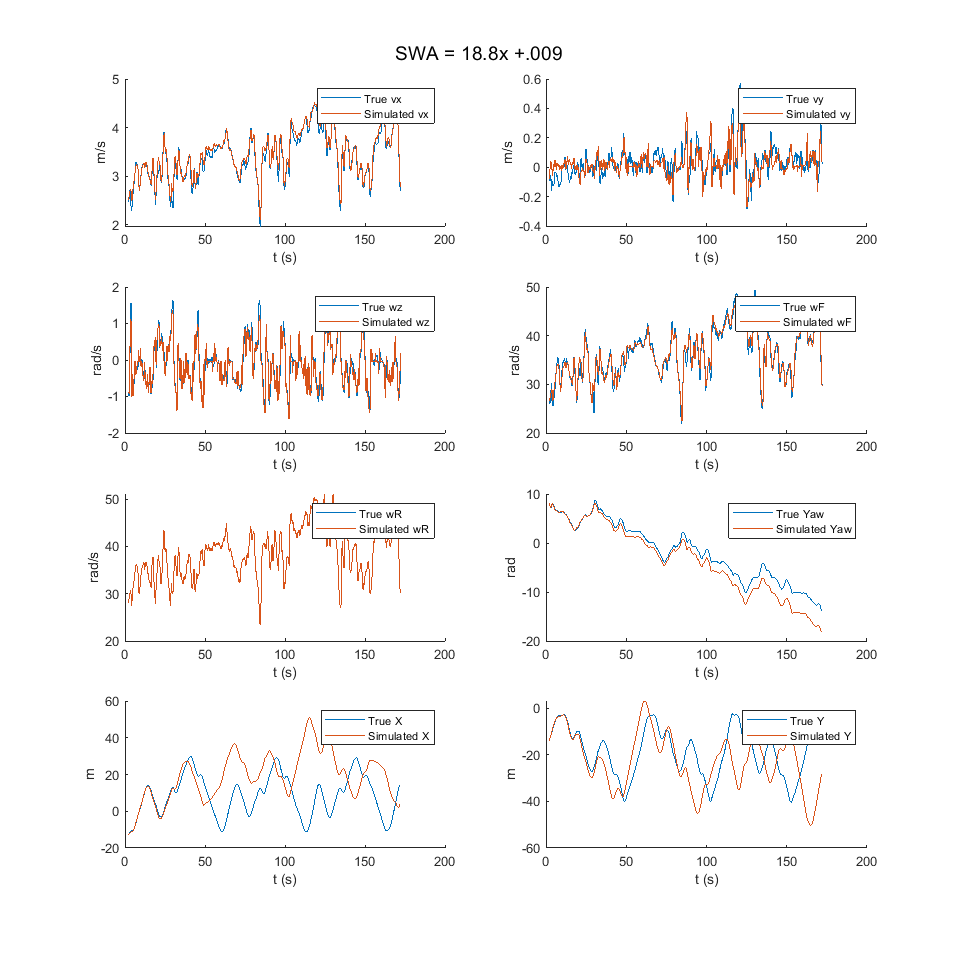 SWA = 18.8x +.009
5
4
3
2
m/s
True vx
Simulated vx
0 50 100 150 200
t (s)
0.6
0.4
0.2
0
-0.2
-0.4
m/s
True vy
Simulated vy
0 50 100 150 200
t (s)
2
1
0
-1
-2
rad/s
True wz
Simulated wz
0 50 100 150 200
t (s)
50
40
30
20
rad/s
True wF
Simulated wF
0 50 100 150 200
t (s)
50
40
30
20
rad/s
True wR
Simulated wR
0 50 100 150 200
t (s)
10
0
-10
-20
rad
True Yaw
Simulated Yaw
0 50 100 150 200
t (s)
60
40
20
0
-20
m
True X
Simulated X
0 50 100 150 200
t (s)
0
-20
-40
-60
m
True Y
Simulated Y
0 50 100 150 200
t (s)